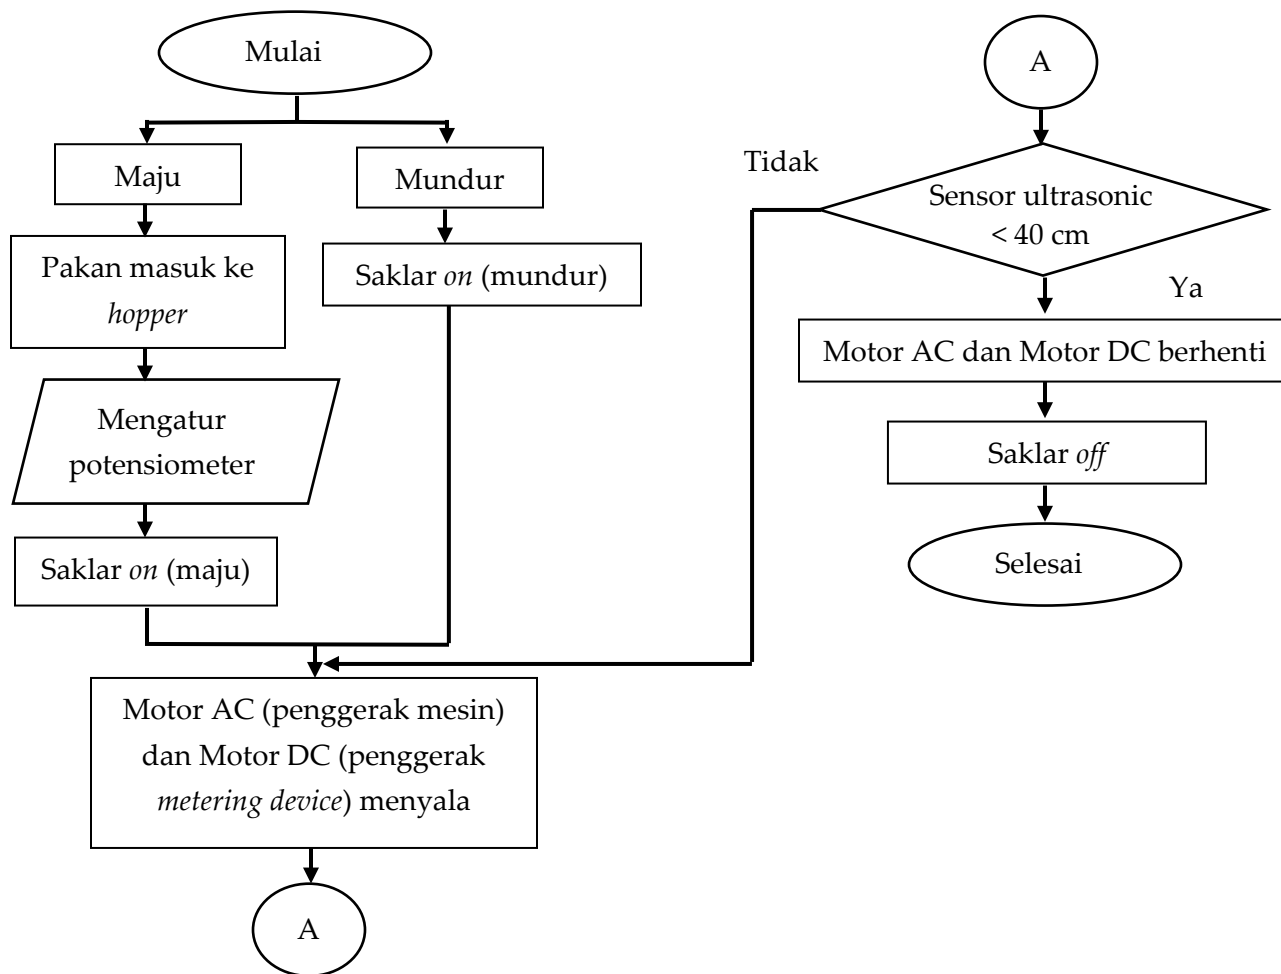 Mulai
Maju
Mundur
Pakan masuk ke
hopper
Saklar on (mundur)
Mengatur
potensiometer
Saklar on (maju)
Motor AC (penggerak mesin)
dan Motor DC (penggerak
metering device) menyala
A
A
Tidak
Sensor ultrasonic
< 40 cm
Ya
Motor AC dan Motor DC berhenti
Saklar off
Selesai